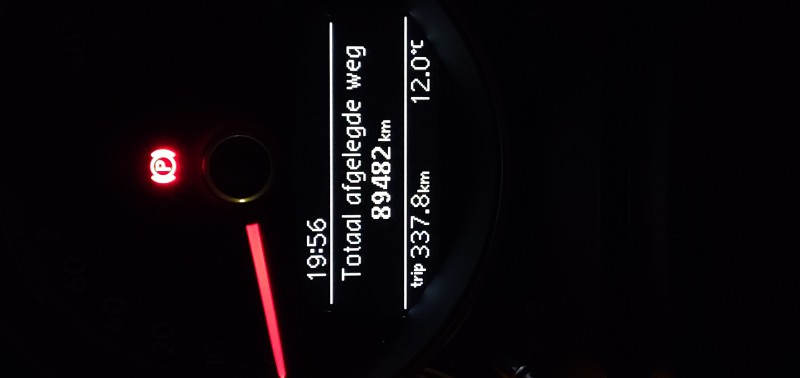 P
19:56
Totaal afgelegde weg
89482 km
trip 337.8km 12.0°C